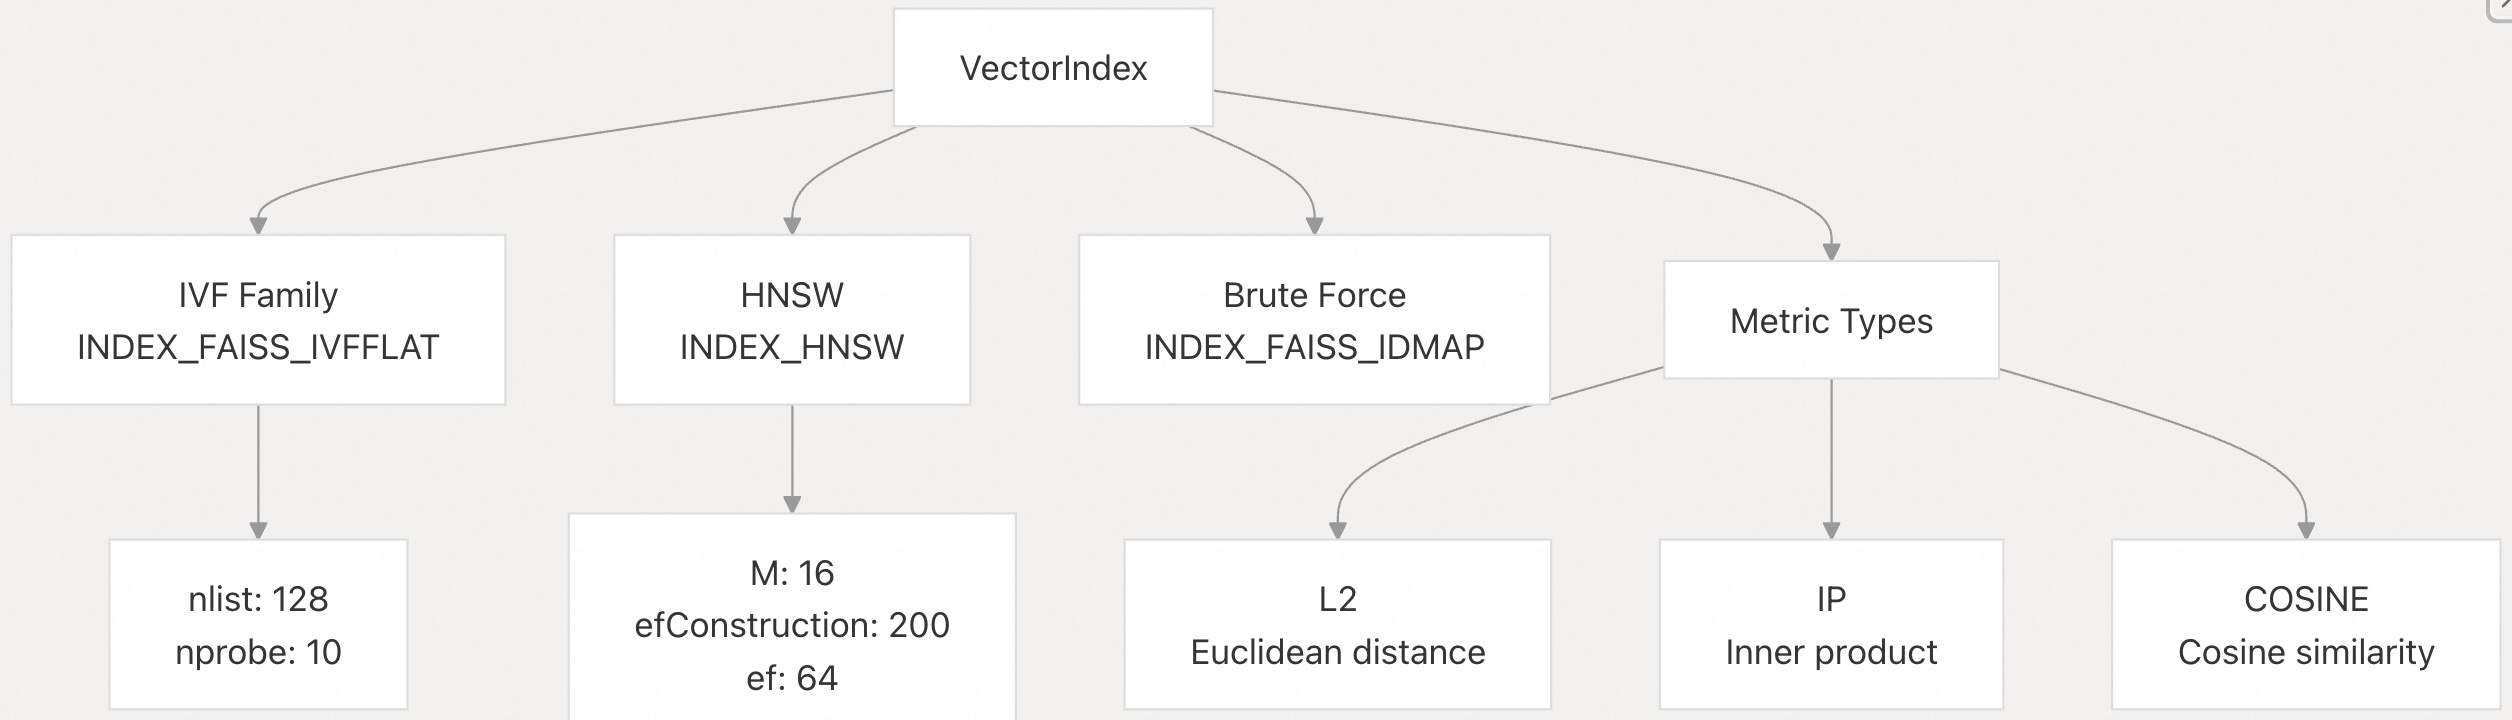 VectorIndex
IVF Family
INDEX_FAISS_IVFFLAT
HNSW
INDEX_HNSW
Brute Force
INDEX_FAISS_IDMAP
Metric Types
nlist: 128
nprobe: 10
M: 16
efConstruction: 200
ef: 64
L2
Euclidean distance
IP
Inner product
COSINE
Cosine similarity